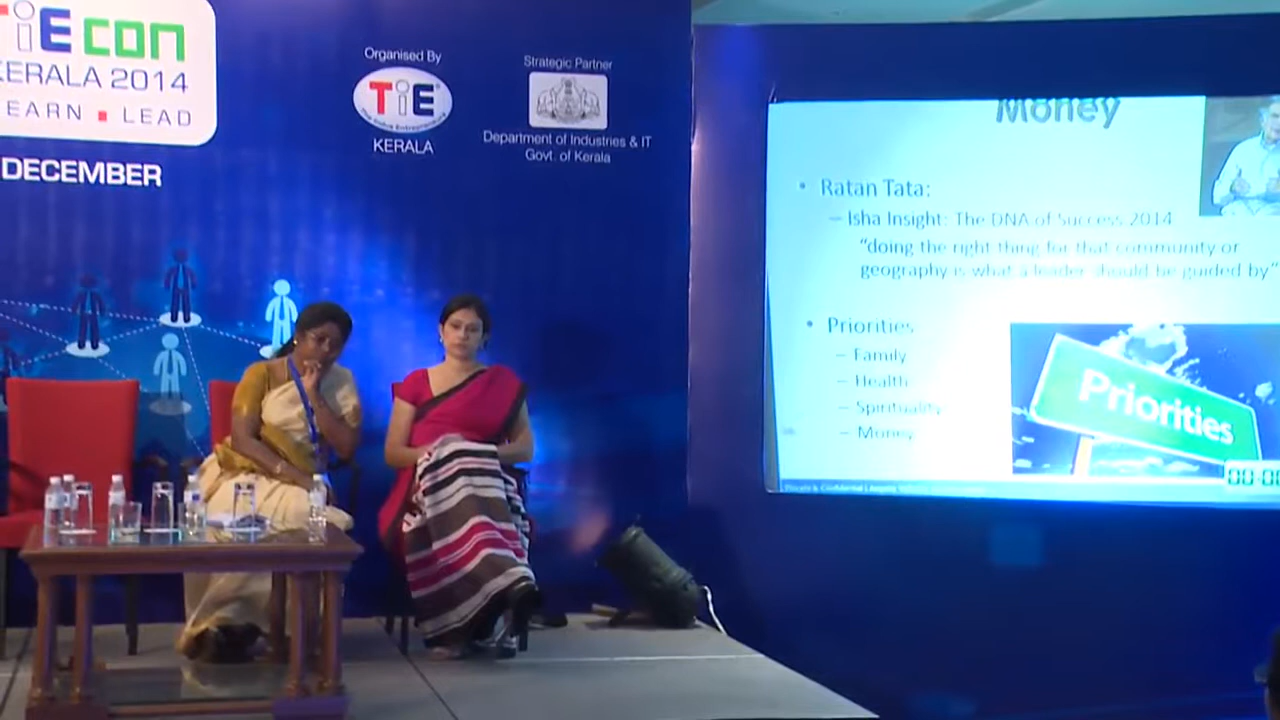 TiEcon
KERALA 2014
EARN ▪ LEAD
DECEMBER
Organised By
TiE
KERALA
Strategic Partner
Department of Industries & IT
Govt. of Kerala
Money
• Ratan Tata:
– Isha Insight: The DNA of Success 2014
“doing the right thing for that community or
geography is what a leader should be guided by”
• Priorities
– Family
– Health
– Spirituality
– Money
Priorities